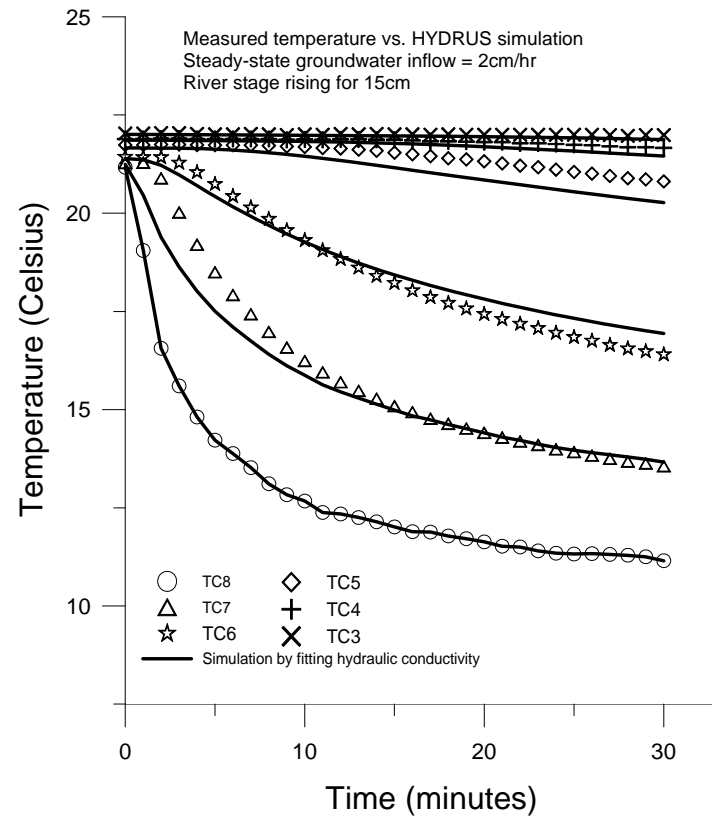 25
Measured temperature vs. HYDRUS simulation
Steady-state groundwater inflow = 2cm/hr
River stage rising for 15cm
20
Temperature (Celsius)
15
TC8
TC5
TC7
TC4
TC6
TC3
10
Simulation by fitting hydraulic conductivity
0
10
20
30
Time (minutes)